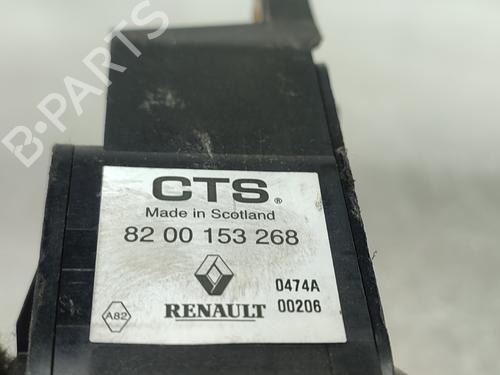 B-PARTS
CTS®
Made in Scotland
82 00 153 268
0474A
A82
RENAULT
00206